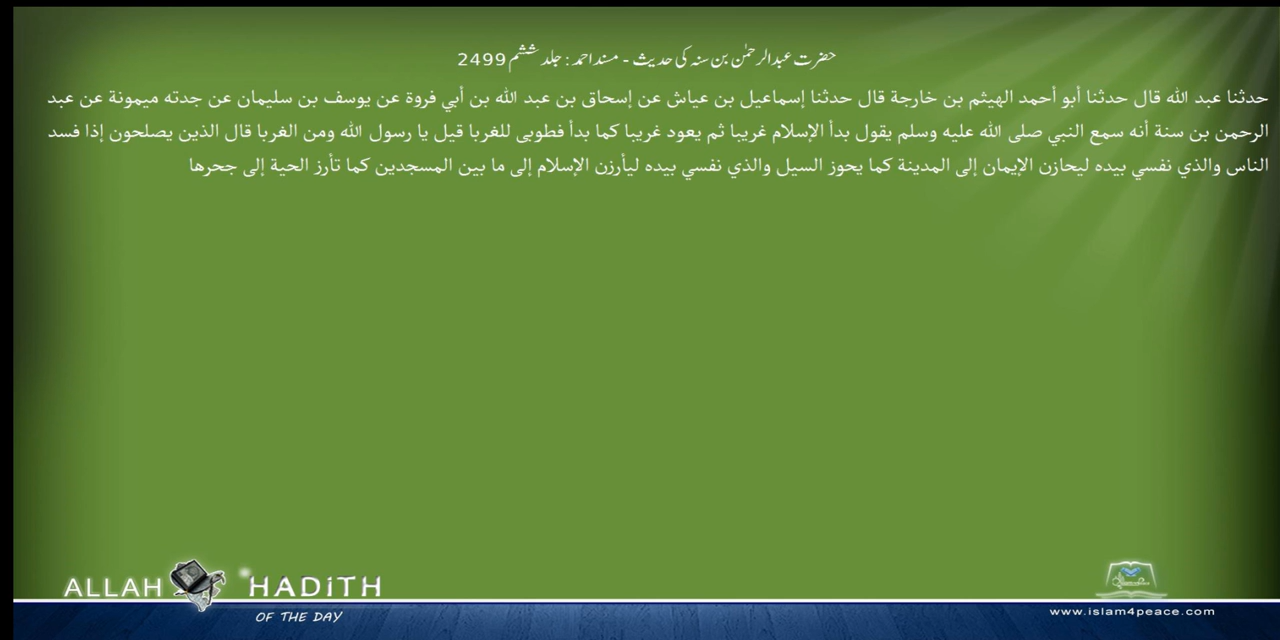 حضرت عبدالرحمٰن بن سنہ کی حدیث - مسند احمد : جلد ششم 2499
حدثنا عبد الله قال حدثنا أبو أحمد الهيثم بن خارجة قال حدثنا إسماعيل بن عياش عن إسحاق بن عبد الله بن أبي فروة عن يوسف بن سليمان عن جدته ميمونة عن عبد
الرحمن بن سنة أنه سمع النبي صلى الله عليه وسلم يقول بدأ الإسلام غريبا ثم يعود غريبا كما بدأ فطوبى للغربا قيل يا رسول الله ومن الغربا قال الذين يصلحون إذا فسد
الناس والذي نفسي بيده ليحازن الإيمان إلى المدينة كما يحوز السيل والذي نفسي بيده ليأرزن الإسلام إلى ما بين المسجدين كما تأرز الحية إلى جحرها
ALLAH HADITH
OF THE DAY
www.islam4peace.com